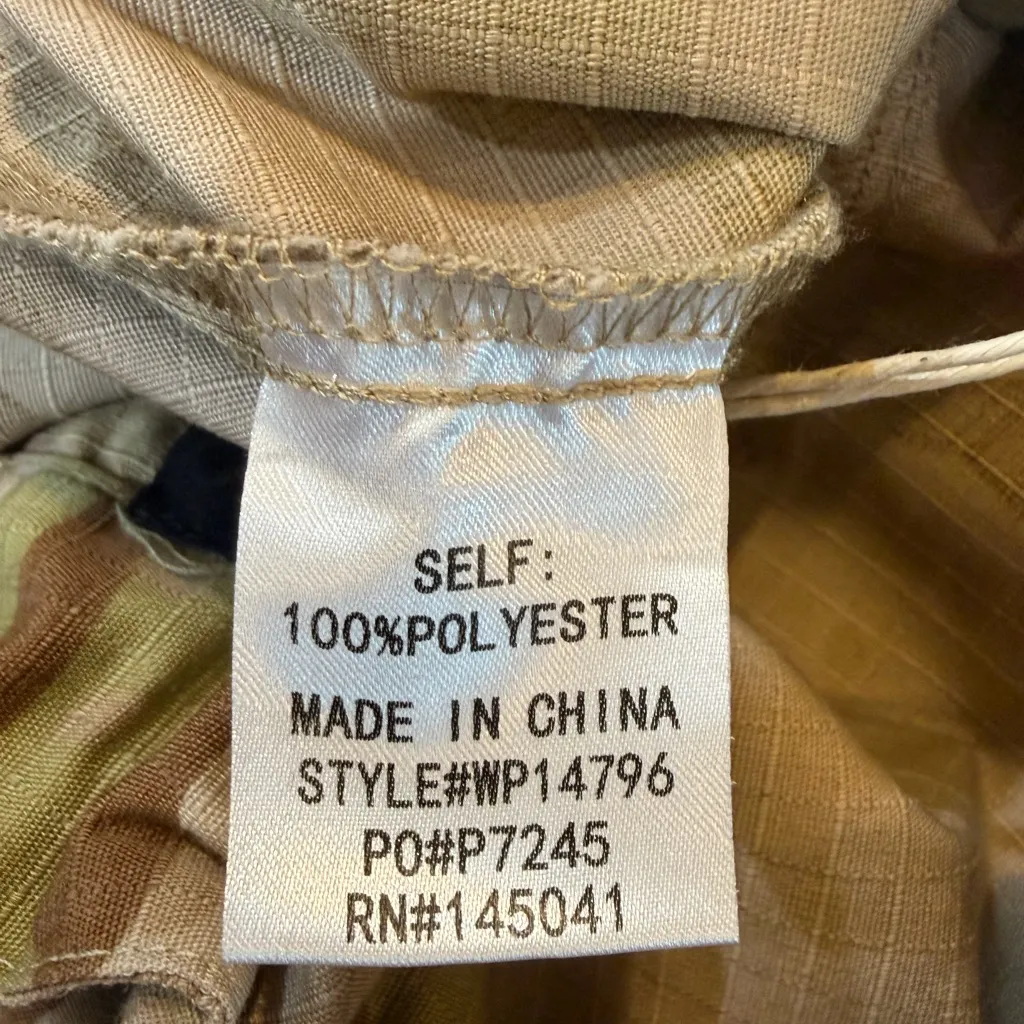 SELF:
100%POLYESTER
MADE IN CHINA
STYLE#WP14796
PO#P7245
RN#145041